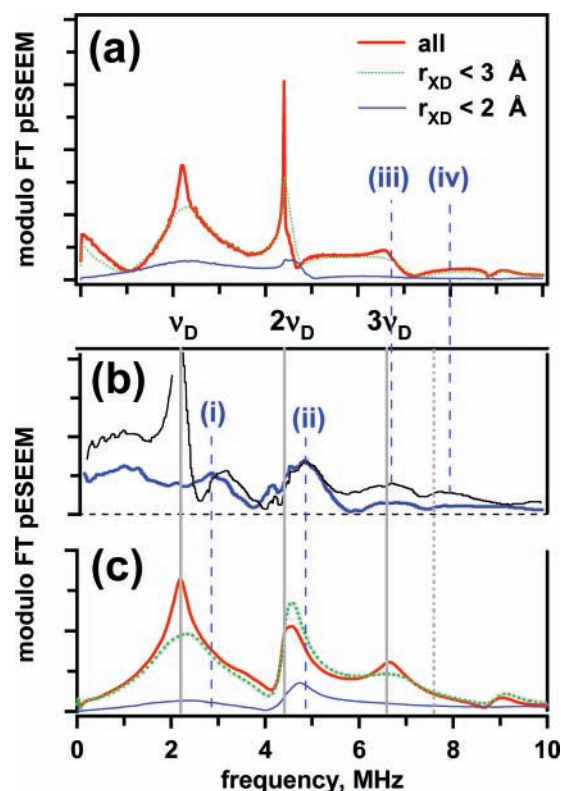 modulo FT pESEEM
(a)
all
r_XD < 3 Å
r_XD < 2 Å
(iii) (iv)
ν_D 2ν_D 3ν_D
(b)
(i)
(ii)
modulo FT pESEEM
(c)
0 2 4 6 8 10
frequency, MHz